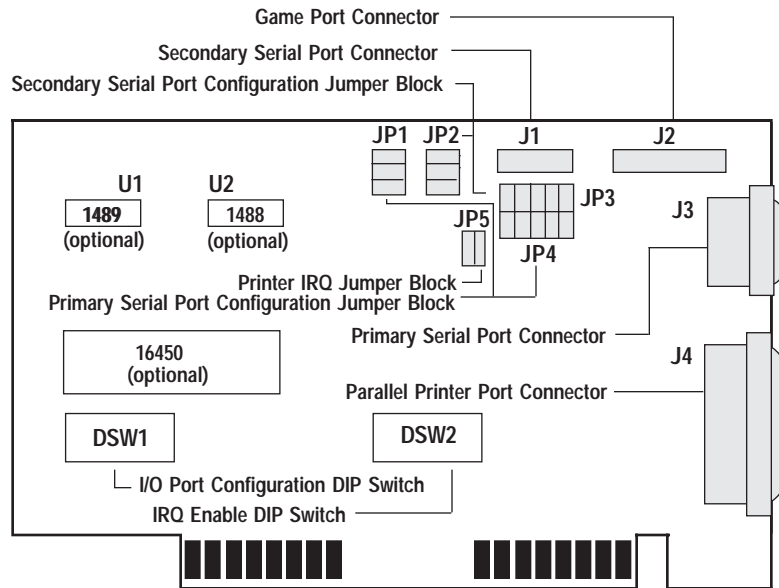 Game Port Connector
Secondary Serial Port Connector
Secondary Serial Port Configuration Jumper Block
JP1
JP2
J1
J2
U1
U2
1489
(optional)
1488
(optional)
JP3
J3
JP5
JP4
Printer IRQ Jumper Block
Primary Serial Port Configuration Jumper Block
Primary Serial Port Connector
J4
16450
(optional)
Parallel Printer Port Connector
DSW1
DSW2
I/O Port Configuration DIP Switch
IRQ Enable DIP Switch